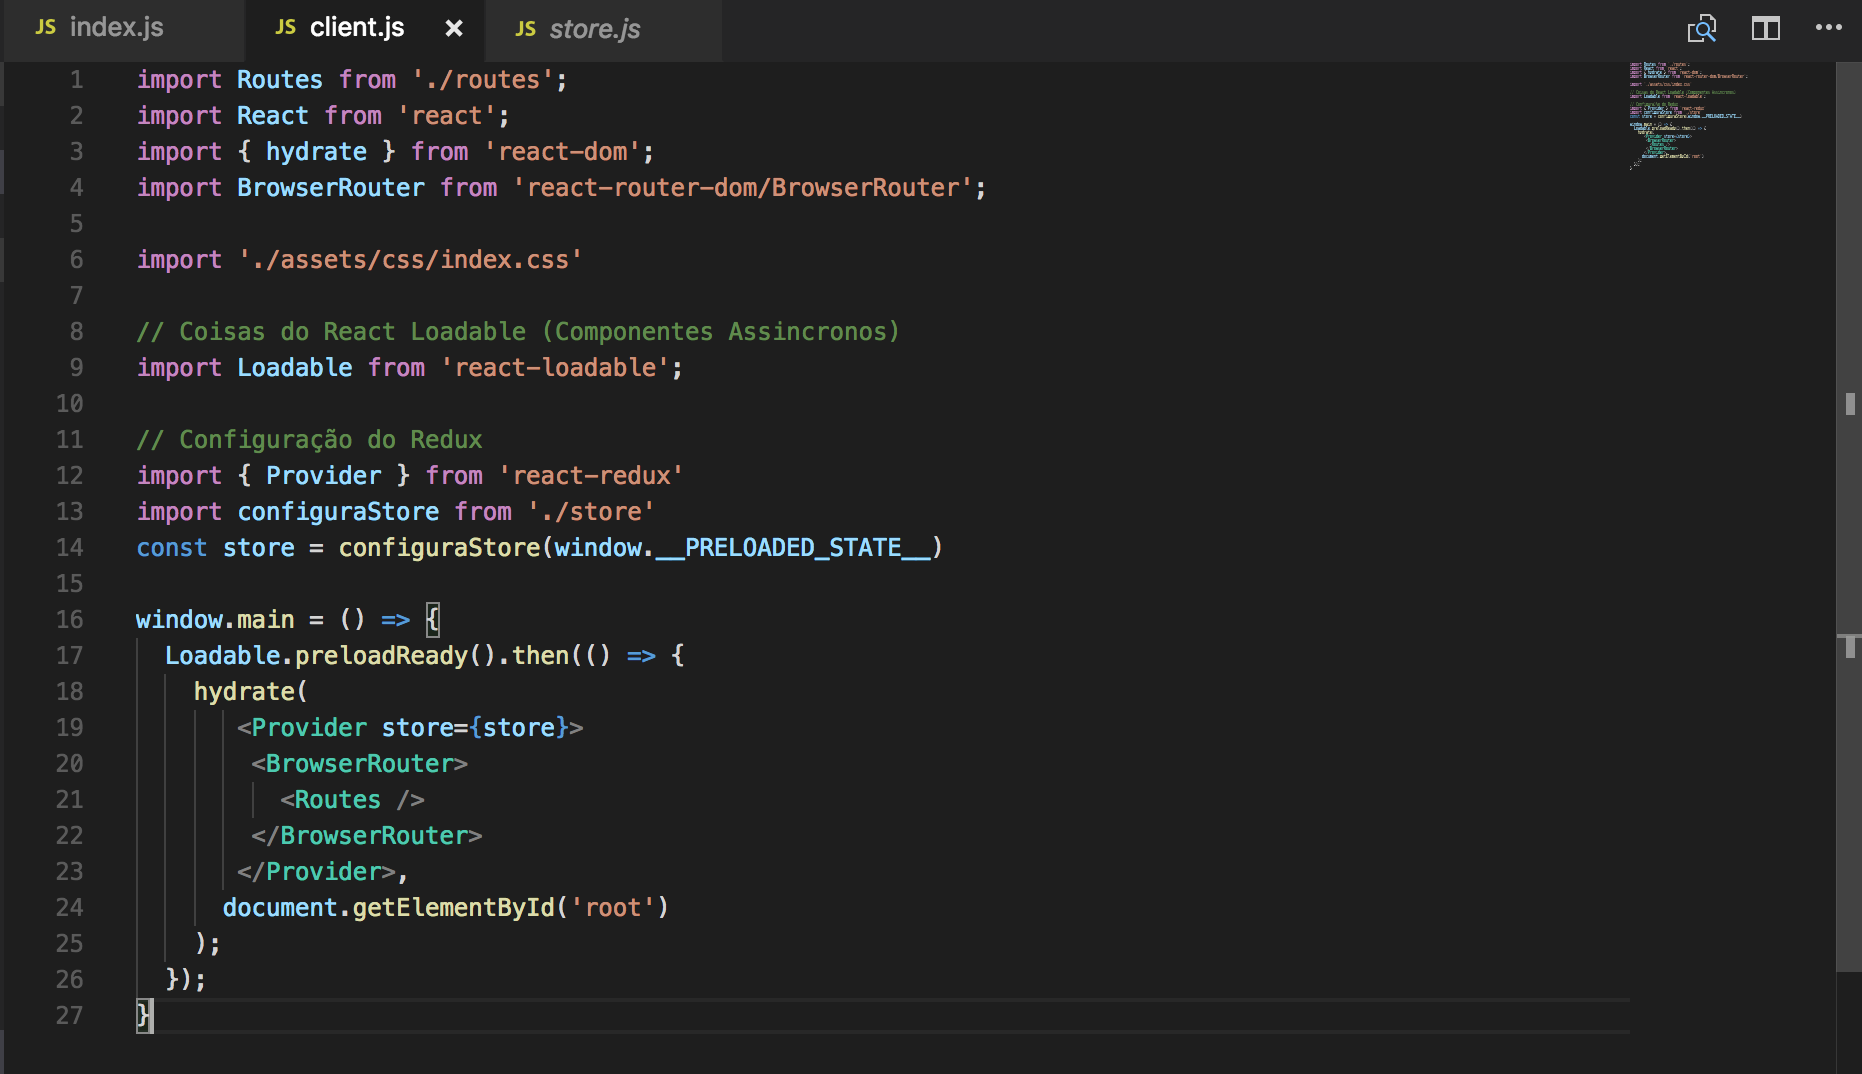 JS index.js JS client.js × JS store.js
1 import Routes from './routes';
2 import React from 'react';
3 import { hydrate } from 'react-dom';
4 import BrowserRouter from 'react-router-dom/BrowserRouter';
5
6 import './assets/css/index.css'
7
8 // Coisas do React Loadable (Componentes Assincronos)
9 import Loadable from 'react-loadable';
10
11 // Configuração do Redux
12 import { Provider } from 'react-redux'
13 import configuraStore from './store'
14 const store = configuraStore(window.__PRELOADED_STATE__)
15
16 window.main = () => {
17 Loadable.preloadReady().then(() => {
18 hydrate(
19 <Provider store={store}>
20 <BrowserRouter>
21 <Routes />
22 </BrowserRouter>
23 </Provider>,
24 document.getElementById('root')
25 );
26 });
27 }